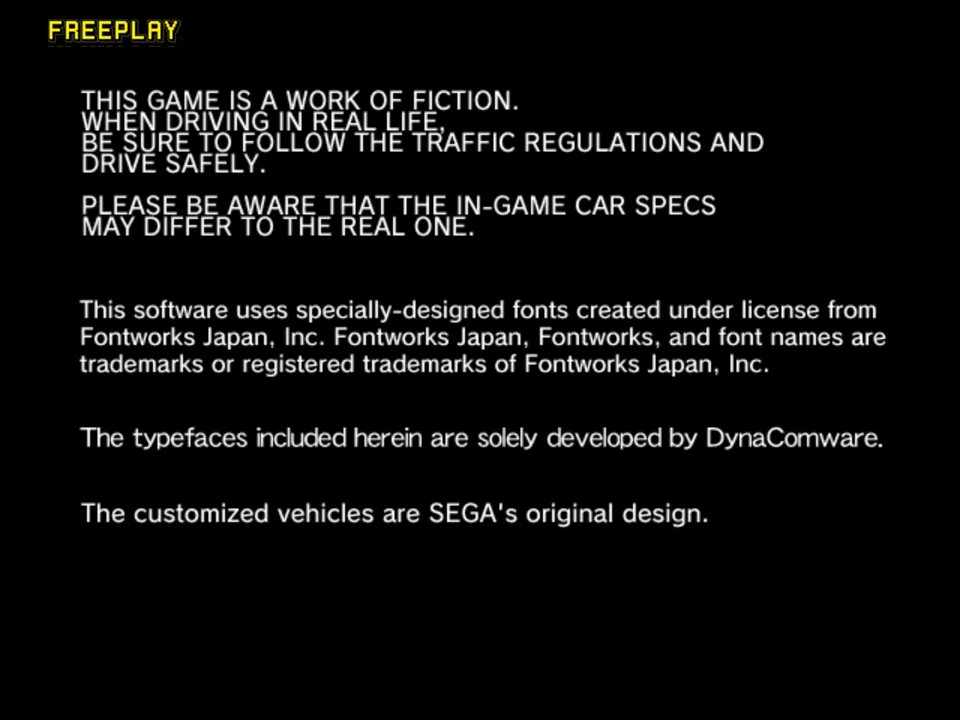 FREEPLAY
THIS GAME IS A WORK OF FICTION.
WHEN DRIVING IN REAL LIFE,
BE SURE TO FOLLOW THE TRAFFIC REGULATIONS AND
DRIVE SAFELY.
PLEASE BE AWARE THAT THE IN-GAME CAR SPECS
MAY DIFFER TO THE REAL ONE.
This software uses specially-designed fonts created under license from
Fontworks Japan, Inc. Fontworks Japan, Fontworks, and font names are
trademarks or registered trademarks of Fontworks Japan, Inc.
The typefaces included herein are solely developed by DynaComware.
The customized vehicles are SEGA's original design.